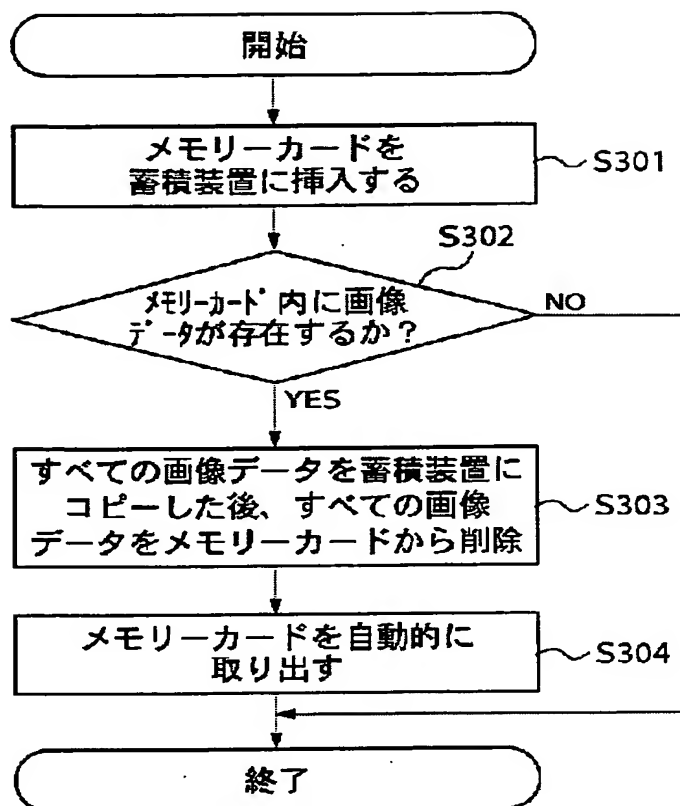 開始
メモリーカードを
蓄積装置に挿入する
S301
S302
ﾒﾓﾘｰｶｰﾄﾞ内に画像
ﾃﾞｰﾀが存在するか？
NO
YES
すべての画像データを蓄積装置に
コピーした後、すべての画像
データをメモリーカードから削除
S303
メモリーカードを自動的に
取り出す
S304
終了